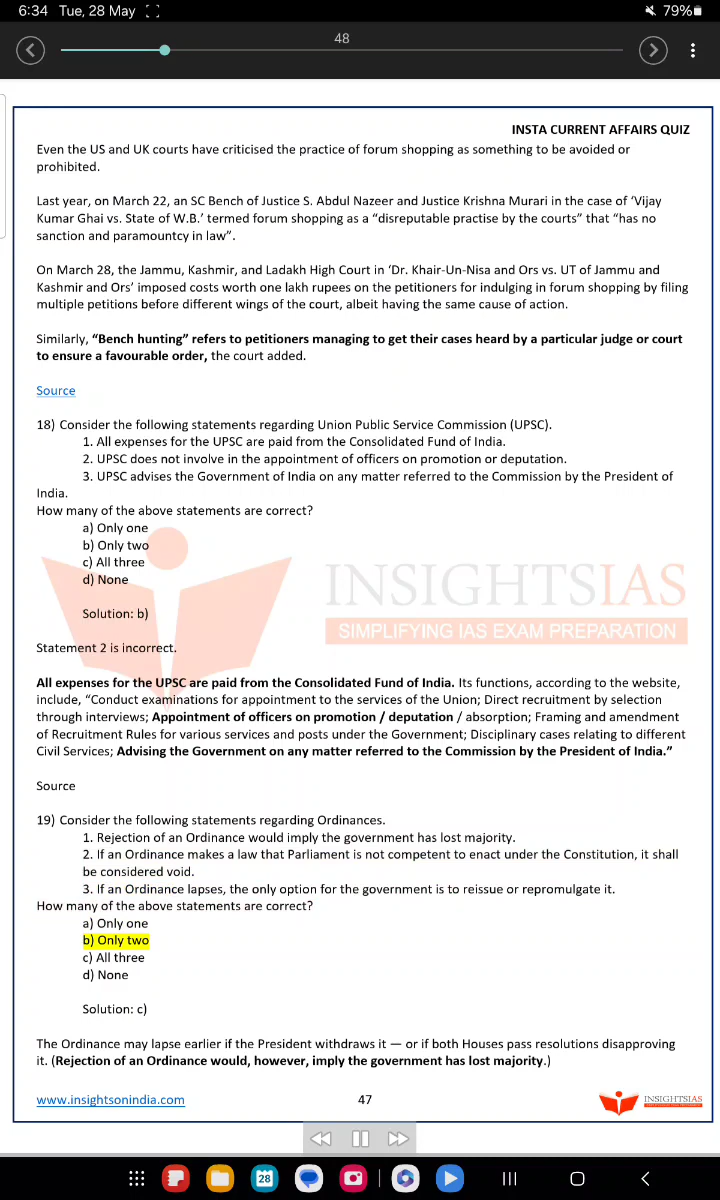 6:34 Tue, 28 May
79%
48
INSTA CURRENT AFFAIRS QUIZ
Even the US and UK courts have criticised the practice of forum shopping as something to be avoided or
prohibited.
Last year, on March 22, an SC Bench of Justice S. Abdul Nazeer and Justice Krishna Murari in the case of ‘Vijay
Kumar Ghai vs. State of W.B.’ termed forum shopping as a “disreputable practise by the courts” that “has no
sanction and paramountcy in law”.
On March 28, the Jammu, Kashmir, and Ladakh High Court in ‘Dr. Khair-Un-Nisa and Ors vs. UT of Jammu and
Kashmir and Ors’ imposed costs worth one lakh rupees on the petitioners for indulging in forum shopping by filing
multiple petitions before different wings of the court, albeit having the same cause of action.
Similarly, “Bench hunting” refers to petitioners managing to get their cases heard by a particular judge or court
to ensure a favourable order, the court added.
Source
18) Consider the following statements regarding Union Public Service Commission (UPSC).
1. All expenses for the UPSC are paid from the Consolidated Fund of India.
2. UPSC does not involve in the appointment of officers on promotion or deputation.
3. UPSC advises the Government of India on any matter referred to the Commission by the President of
India.
How many of the above statements are correct?
a) Only one
b) Only two
c) All three
d) None
INSIGHTSIAS
SIMPLIFYING IAS EXAM PREPARATION
Solution: b)
Statement 2 is incorrect.
All expenses for the UPSC are paid from the Consolidated Fund of India. Its functions, according to the website,
include, “Conduct examinations for appointment to the services of the Union; Direct recruitment by selection
through interviews; Appointment of officers on promotion / deputation / absorption; Framing and amendment
of Recruitment Rules for various services and posts under the Government; Disciplinary cases relating to different
Civil Services; Advising the Government on any matter referred to the Commission by the President of India.”
Source
19) Consider the following statements regarding Ordinances.
1. Rejection of an Ordinance would imply the government has lost majority.
2. If an Ordinance makes a law that Parliament is not competent to enact under the Constitution, it shall
be considered void.
3. If an Ordinance lapses, the only option for the government is to reissue or repromulgate it.
How many of the above statements are correct?
a) Only one
b) Only two
c) All three
d) None
Solution: c)
The Ordinance may lapse earlier if the President withdraws it — or if both Houses pass resolutions disapproving
it. (Rejection of an Ordinance would, however, imply the government has lost majority.)
www.insightsonindia.com
47
INSIGHTSIAS
28